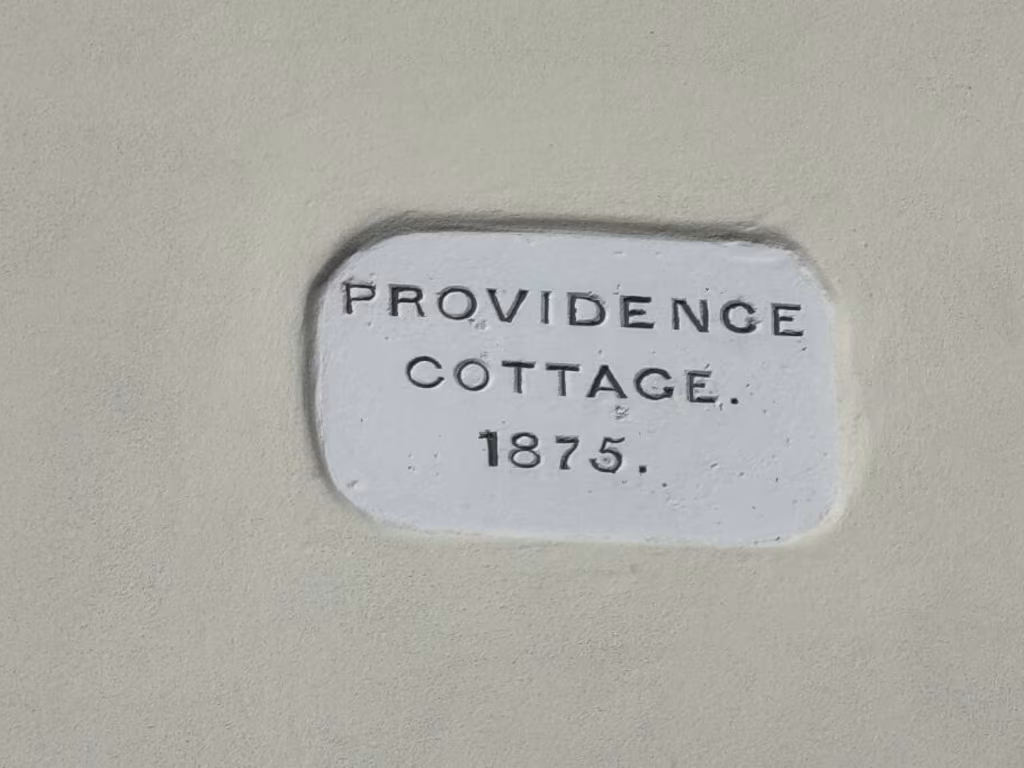 PROVIDENCE
COTTAGE.
1875.